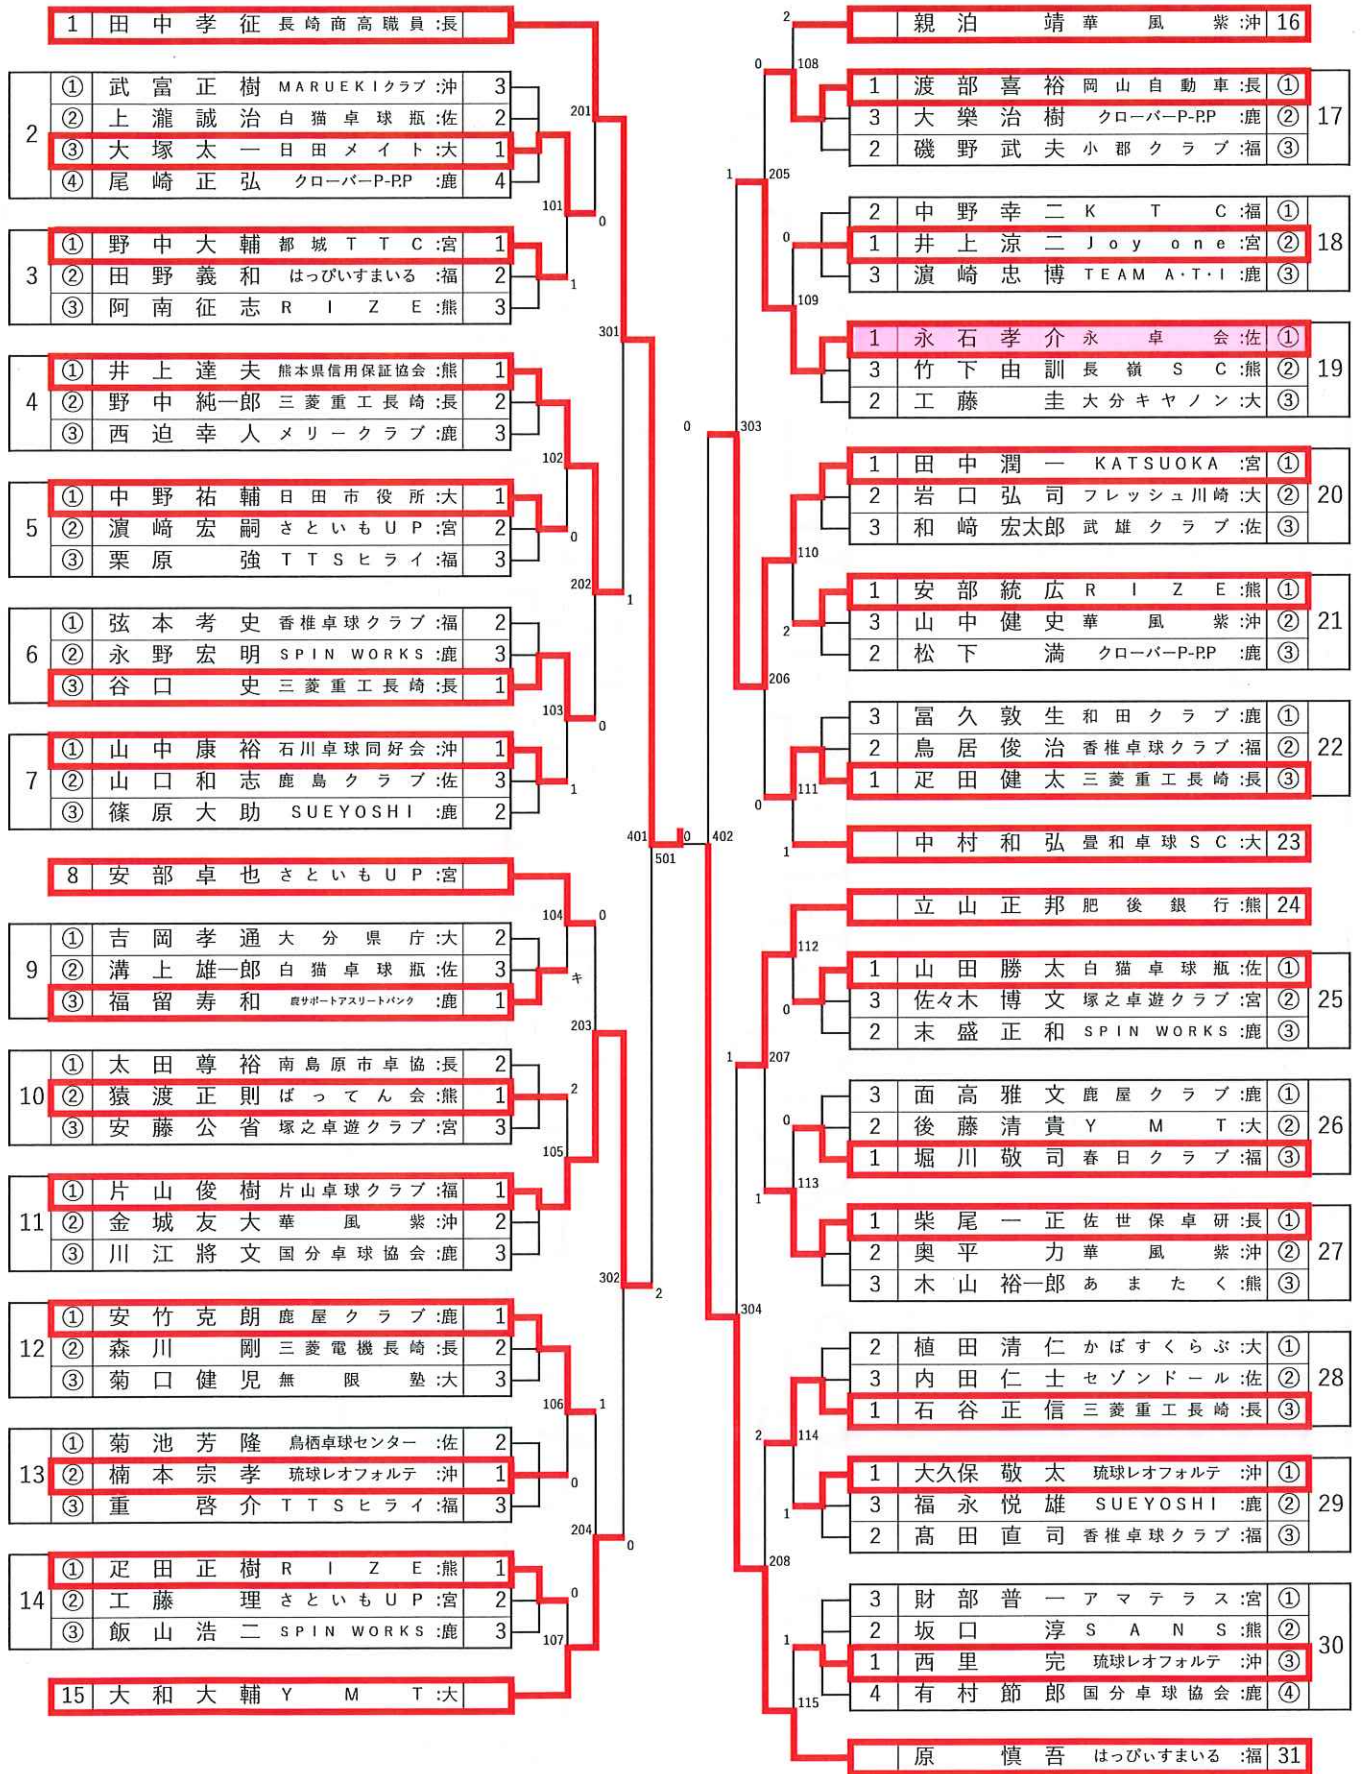 1 田中孝征 長崎商高職員 :長
2
① 武富正樹 MARUEKIクラブ :沖 3
② 上瀧誠治 白猫卓球瓶 :佐 2
③ 大塚太一 日田メイト :大 1
④ 尾崎正弘 クローバーP-P.P :鹿 4
3
① 野中大輔 都城TTC :宮 1
② 田野義和 はっぴいすまいる :福 2
③ 阿南征志 RIZE :熊 3
4
① 井上達夫 熊本県信用保証協会 :熊 1
② 野中純一郎 三菱重工長崎 :長 2
③ 西迫幸人 メリークラブ :鹿 3
5
① 中野祐輔 日田市役所 :大 1
② 濵﨑宏嗣 さといもUP :宮 2
③ 栗原強 TTSヒライ :福 3
6
① 弦本考史 香椎卓球クラブ :福 2
② 永野宏明 SPIN WORKS :鹿 3
③ 谷口史 三菱重工長崎 :長 1
7
① 山中康裕 石川卓球同好会 :沖 1
② 山口和志 鹿島クラブ :佐 3
③ 篠原大助 SUEYOSHI :鹿 2
8 安部卓也 さといもUP :宮
9
① 吉岡孝通 大分県庁 :大 2
② 溝上雄一郎 白猫卓球瓶 :佐 3
③ 福留寿和 鹿サポートアスリートバンク :鹿 1
10
① 太田尊裕 南島原市卓協 :長 2
② 猿渡正則 ばってん会 :熊 1
③ 安藤公省 塚之卓遊クラブ :宮 3
11
① 片山俊樹 片山卓球クラブ :福 1
② 金城友大 華風紫 :沖 2
③ 川江將文 国分卓球協会 :鹿 3
12
① 安竹克朗 鹿屋クラブ :鹿 1
② 森川剛 三菱電機長崎 :長 2
③ 菊口健児 無限塾 :大 3
13
① 菊池芳隆 鳥栖卓球センター :佐 2
② 楠本宗孝 琉球レオフォルテ :沖 1
③ 重啓介 TTSヒライ :福 3
14
① 疋田正樹 RIZE :熊 1
② 工藤理 さといもUP :宮 2
③ 飯山浩二 SPIN WORKS :鹿 3
15 大和大輔 YMT :大
201
101
0
1
301
102
0
202
1
103
0
1
401
0
501
104
0
キ
203
2
105
302
2
106
1
0
204
0
0
107
2
親泊靖 華風紫 :沖 16
0
108
1 渡部喜裕 岡山自動車 :長 ①
3 大樂治樹 クローバーP-P.P :鹿 ②
2 磯野武夫 小郡クラブ :福 ③
17
1
205
2 中野幸二 KTC :福 ①
1 井上涼二 Joy one :宮 ②
3 濵崎忠博 TEAM A・T・I :鹿 ③
18
0
109
1 永石孝介 永卓会 :佐 ①
3 竹下由訓 長嶺SC :熊 ②
2 工藤圭 大分キヤノン :大 ③
19
0
303
1 田中潤一 KATSUOKA :宮 ①
2 岩口弘司 フレッシュ川崎 :大 ②
3 和﨑宏太郎 武雄クラブ :佐 ③
20
110
1 安部統広 RIZE :熊 ①
3 山中健史 華風紫 :沖 ②
2 松下満 クローバーP-P.P :鹿 ③
21
2
206
3 冨久敦生 和田クラブ :鹿 ①
2 鳥居俊治 香椎卓球クラブ :福 ②
1 疋田健太 三菱重工長崎 :長 ③
22
0
111
402
1
中村和弘 畳和卓球SC :大 23
立山正邦 肥後銀行 :熊 24
112
1 山田勝太 白猫卓球瓶 :佐 ①
3 佐々木博文 塚之卓遊クラブ :宮 ②
2 末盛正和 SPIN WORKS :鹿 ③
25
0
1
207
3 面高雅文 鹿屋クラブ :鹿 ①
2 後藤清貴 YMT :大 ②
1 堀川敬司 春日クラブ :福 ③
26
0
1
113
1 柴尾一正 佐世保卓研 :長 ①
2 奥平力 華風紫 :沖 ②
3 木山裕一郎 あまたく :熊 ③
27
304
2 植田清仁 かぼすくらぶ :大 ①
3 内田仁士 セゾンドール :佐 ②
1 石谷正信 三菱重工長崎 :長 ③
28
2
114
1 大久保敬太 琉球レオフォルテ :沖 ①
3 福永悦雄 SUEYOSHI :鹿 ②
2 髙田直司 香椎卓球クラブ :福 ③
29
1
208
3 財部普一 アマテラス :宮 ①
2 坂口淳 SANS :熊 ②
1 西里完 琉球レオフォルテ :沖 ③
4 有村節郎 国分卓球協会 :鹿 ④
30
1
115
原慎吾 はっぴぃすまいる :福 31